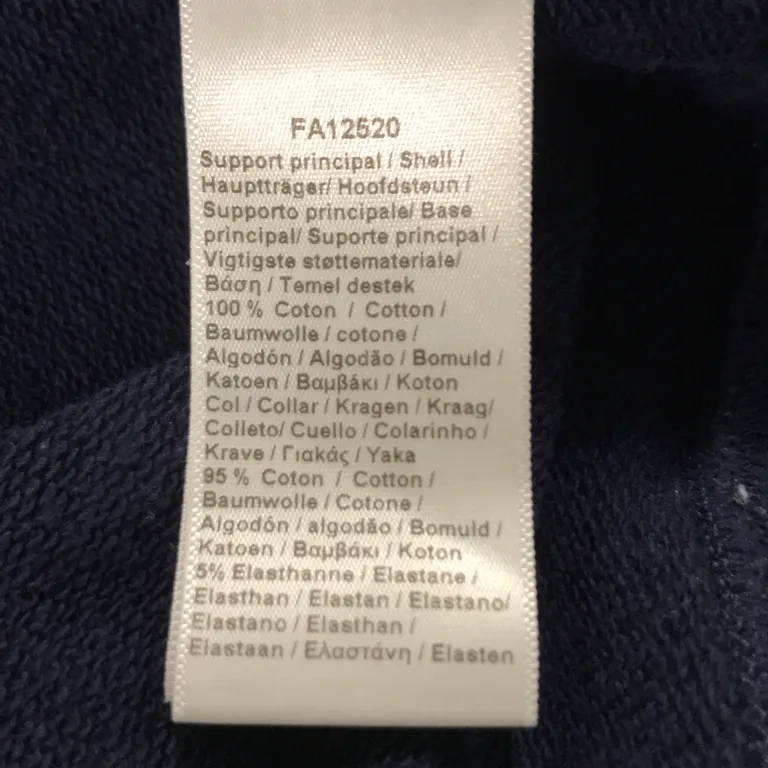 FA12520
Support principal / Shell /
Hauptträger/ Hoofdsteun /
Supporto principale/ Base
principal/ Suporte principal /
Vigtigste støttemateriale/
Βάση / Temel destek
100 % Coton / Cotton /
Baumwolle / cotone /
Algodón / Algodão / Bomuld /
Katoen / Βαμβάκι / Koton
Col / Collar / Kragen / Kraag/
Colleto/ Cuello / Colarinho /
Krave / Γιακάς / Yaka
95 % Coton / Cotton /
Baumwolle / Cotone /
Algodón / algodão / Bomuld /
Katoen / Βαμβάκι / Koton
5% Elasthanne / Elastane /
Elasthan / Elastan / Elastano/
Elastano / Elasthan /
Elastaan / Ελαστάνη / Elasten